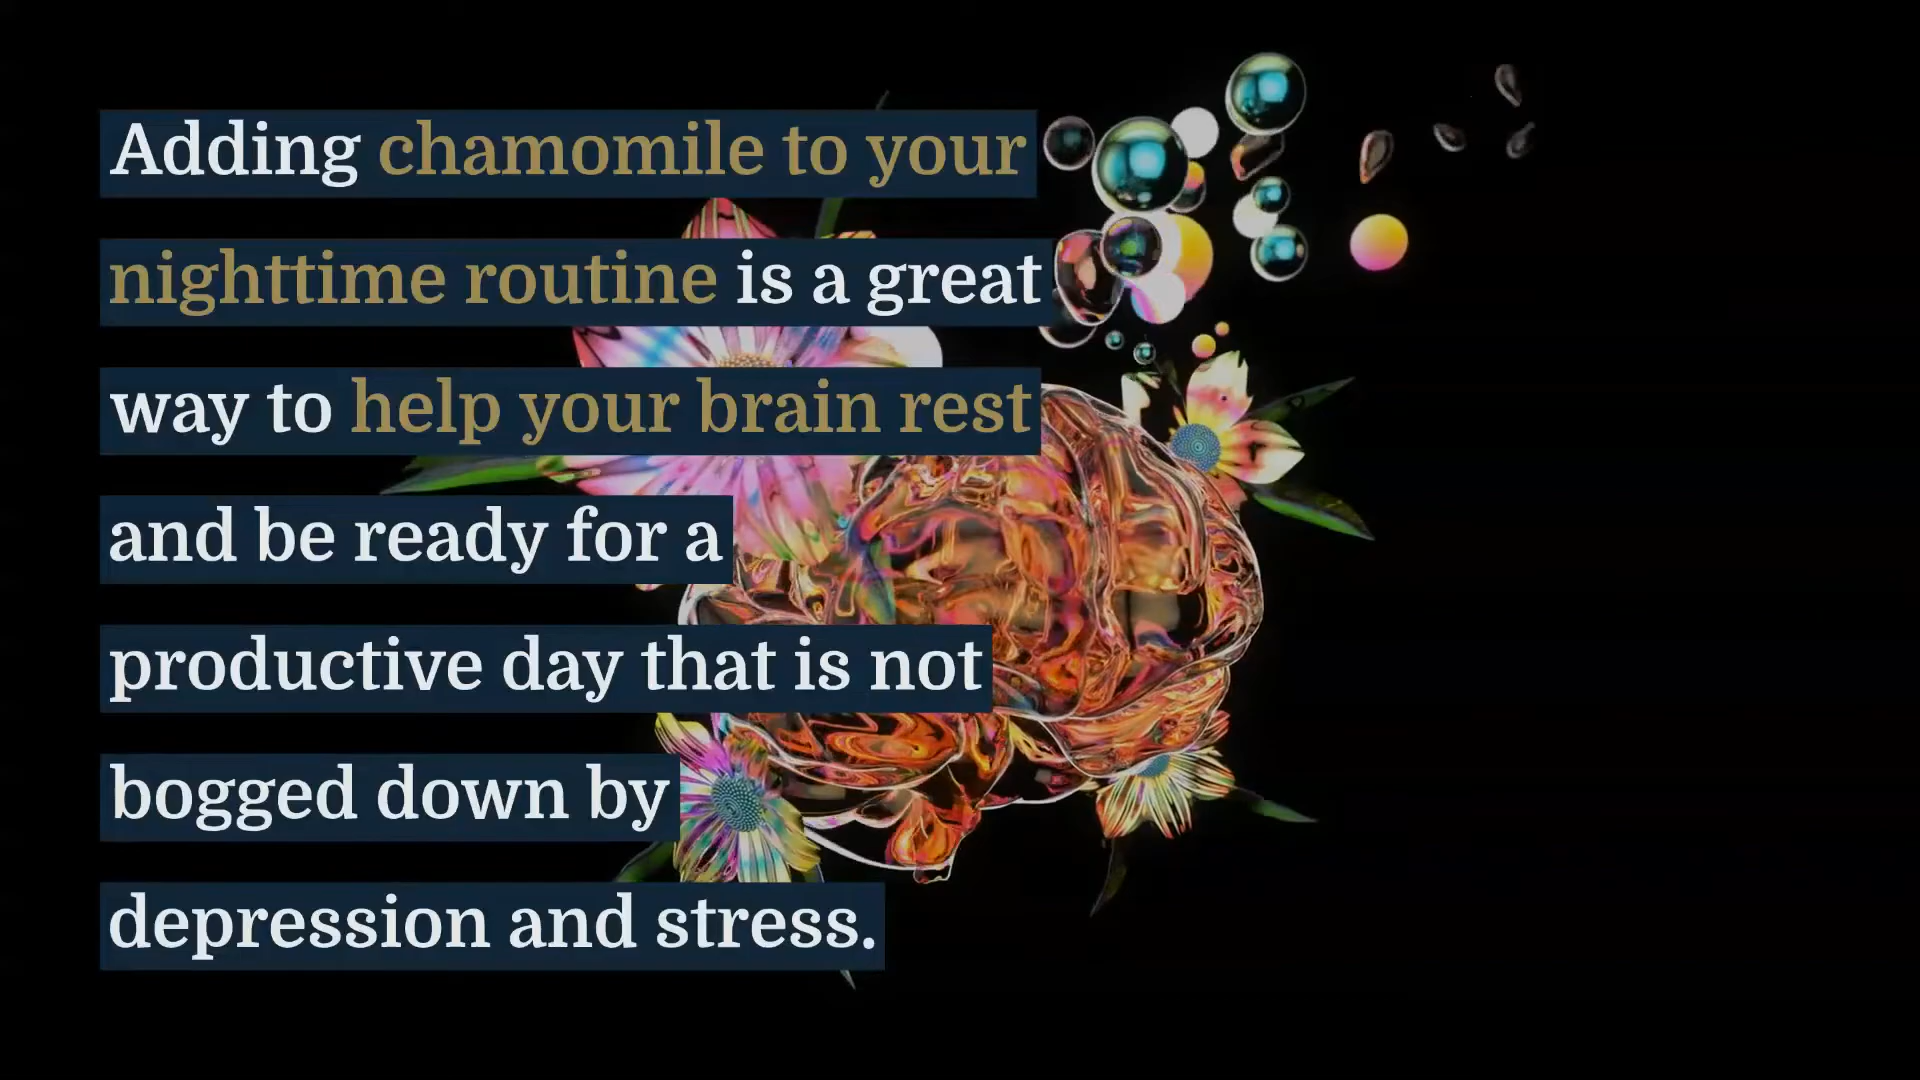 Adding chamomile to your
nighttime routine is a great
way to help your brain rest
and be ready for a
productive day that is not
bogged down by
depression and stress.